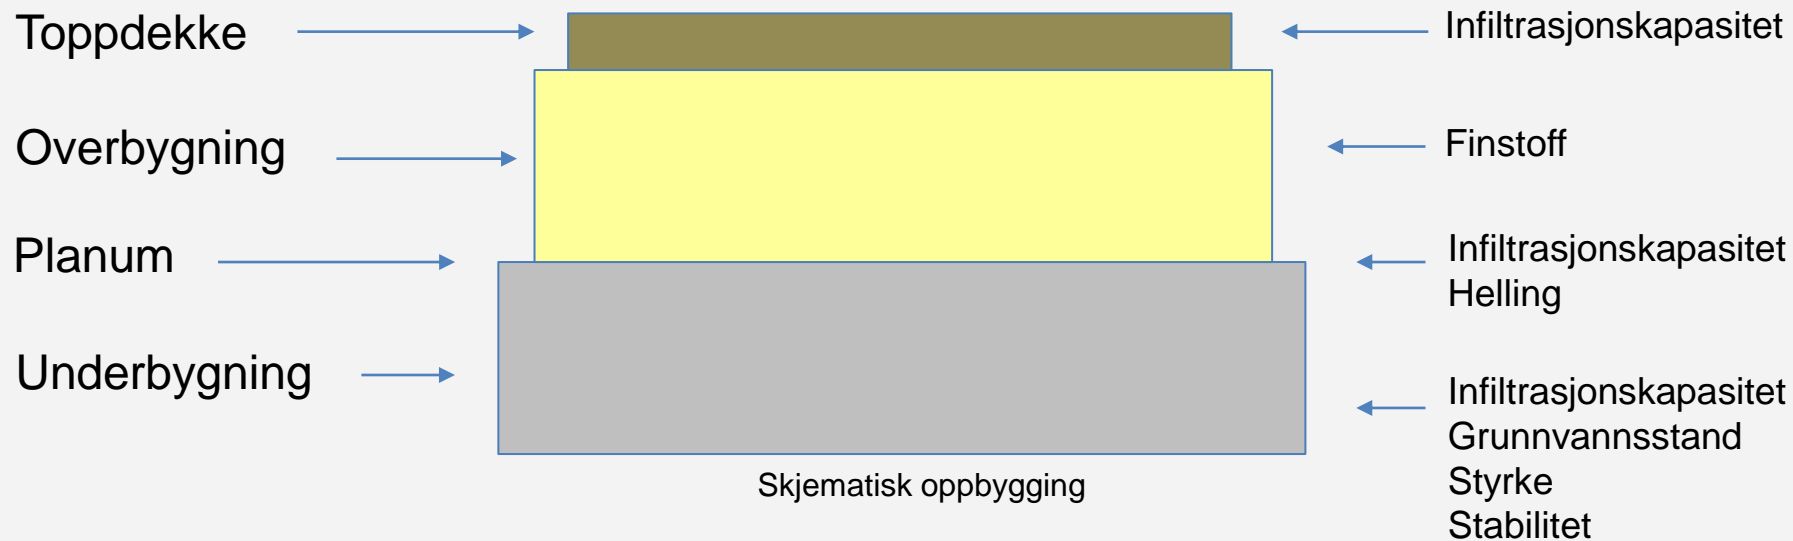 Toppdekke
Infiltrasjonskapasitet
Overbygning
Finstoff
Planum
Infiltrasjonskapasitet
Helling
Underbygning
Infiltrasjonskapasitet
Grunnvannsstand
Styrke
Stabilitet
Skjematisk oppbygging